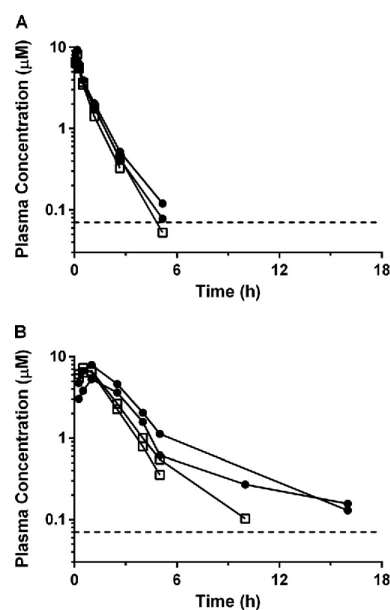 A
Plasma Concentration (μM)
10
1
0.1
0
6
12
18
Time (h)
B
Plasma Concentration (μM)
10
1
0.1
0
6
12
18
Time (h)